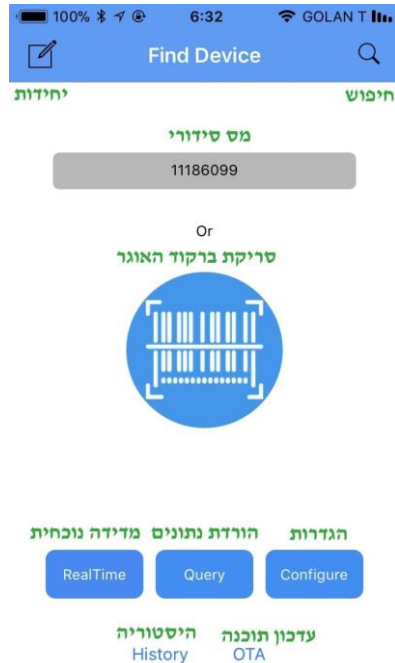 100% 6:32 GOLAN T
Find Device
יחידות חיפוש
מס סידורי
11186099
Or
סריקת ברקוד האוגר
הגדרות הורדת נתונים מדידה נוכחית
RealTime Query Configure
עדכון תוכנה היסטוריה
History OTA